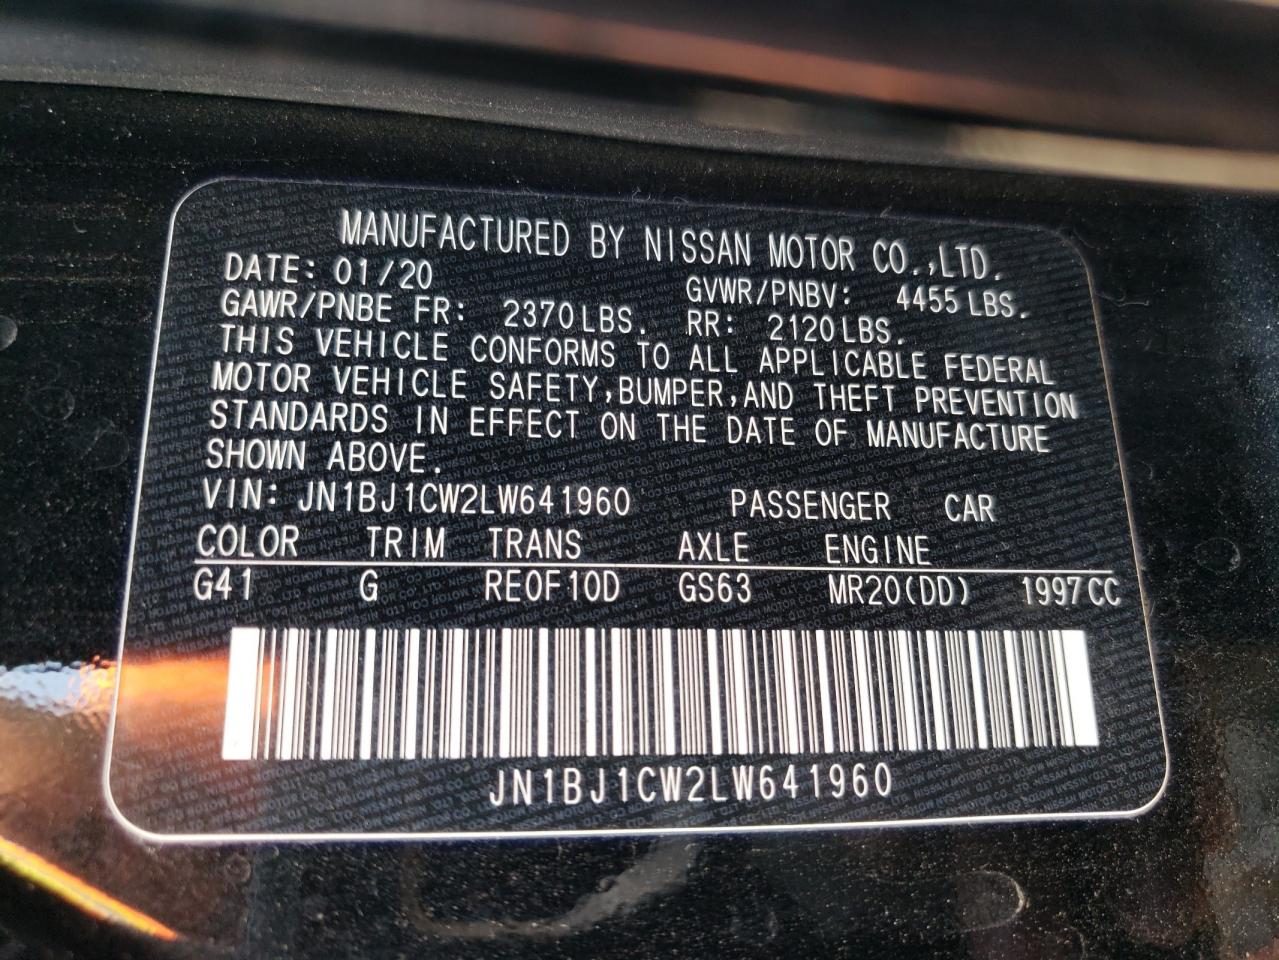 MANUFACTURED BY NISSAN MOTOR CO.,LTD.
DATE: 01/20 GVWR/PNBV: 4455 LBS.
GAWR/PNBE FR: 2370 LBS. RR: 2120 LBS.
THIS VEHICLE CONFORMS TO ALL APPLICABLE FEDERAL
MOTOR VEHICLE SAFETY,BUMPER,AND THEFT PREVENTION
STANDARDS IN EFFECT ON THE DATE OF MANUFACTURE
SHOWN ABOVE.
VIN: JN1BJ1CW2LW641960 PASSENGER CAR
COLOR TRIM TRANS AXLE ENGINE
G41 G RE0F10D GS63 MR20(DD) 1997CC
JN1BJ1CW2LW641960